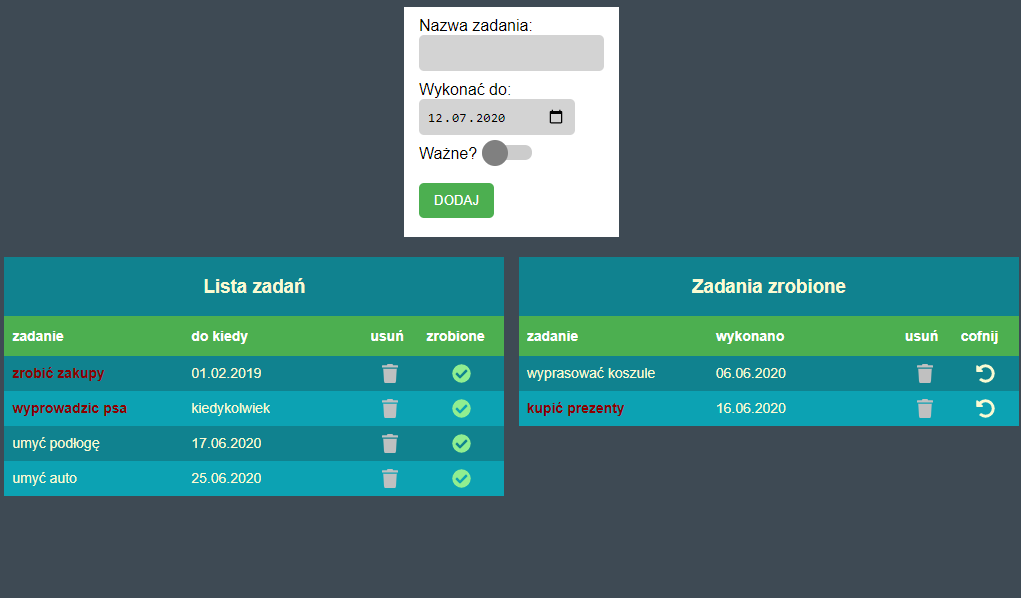 Nazwa zadania:
Wykonać do:
12.07.2020
Ważne?
DODAJ
Lista zadań
zadanie do kiedy usuń zrobione
zrobić zakupy 01.02.2019
wyprowadzic psa kiedykolwiek
umyć podłogę 17.06.2020
umyć auto 25.06.2020
Zadania zrobione
zadanie wykonano usuń cofnij
wyprasować koszule 06.06.2020
kupić prezenty 16.06.2020